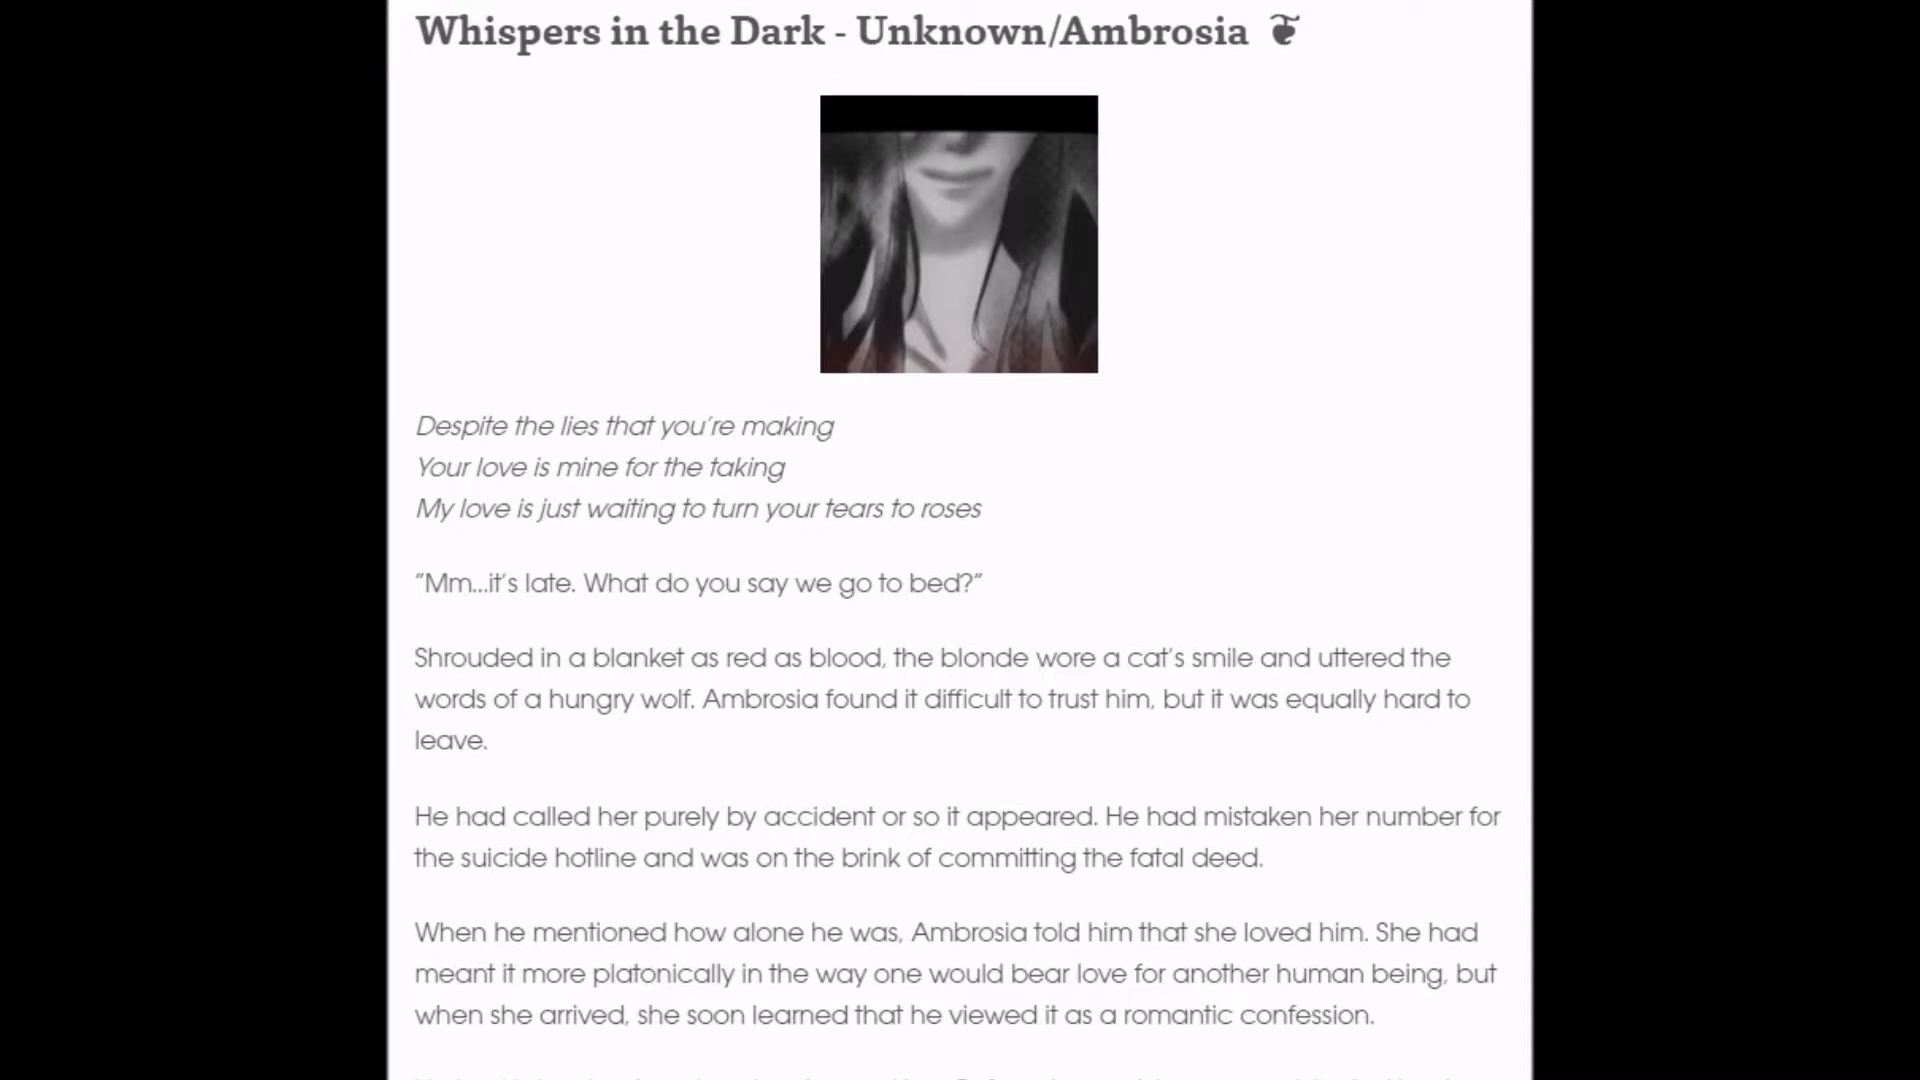 Whispers in the Dark - Unknown/Ambrosia ❦
Despite the lies that you're making
Your love is mine for the taking
My love is just waiting to turn your tears to roses
"Mm...it's late. What do you say we go to bed?"
Shrouded in a blanket as red as blood, the blonde wore a cat's smile and uttered the
words of a hungry wolf. Ambrosia found it difficult to trust him, but it was equally hard to
leave.
He had called her purely by accident or so it appeared. He had mistaken her number for
the suicide hotline and was on the brink of committing the fatal deed.
When he mentioned how alone he was, Ambrosia told him that she loved him. She had
meant it more platonically in the way one would bear love for another human being, but
when she arrived, she soon learned that he viewed it as a romantic confession.